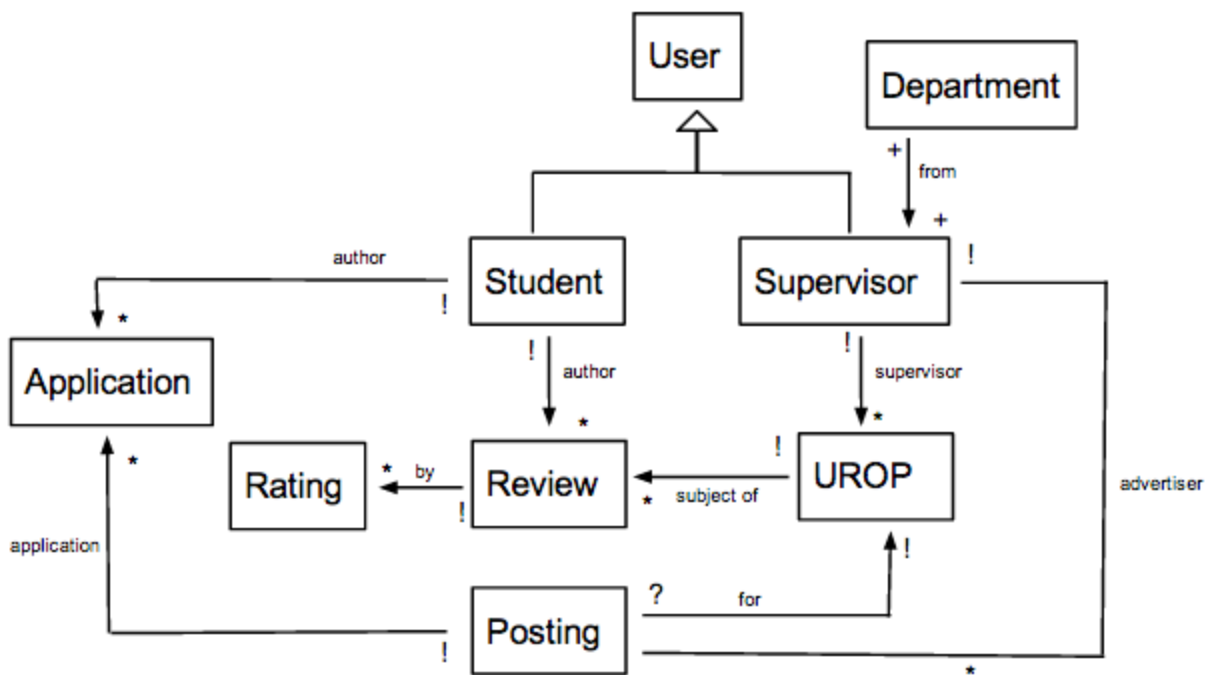 User
Department
+
from
+
author
!
Student
Supervisor
!
*
!
!
Application
author
supervisor
*
*
*
!
Rating
*
by
Review
subject of
UROP
advertiser
!
*
application
!
?
for
Posting
!
*